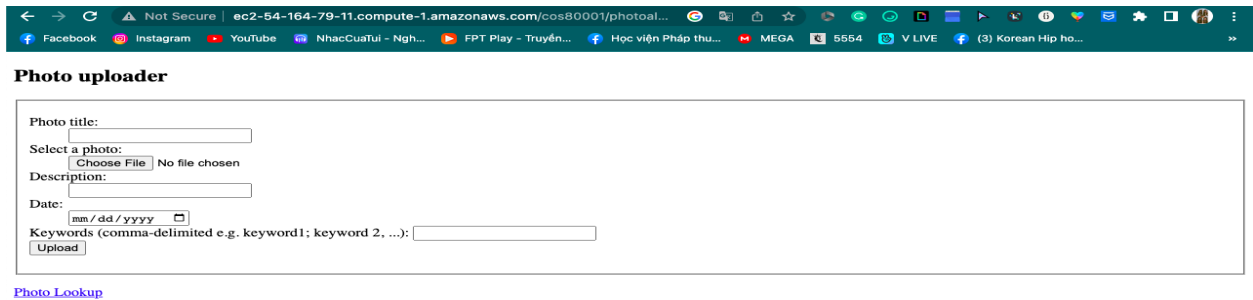 Not Secure | ec2-54-164-79-11.compute-1.amazonaws.com/cos80001/photoal...
Facebook Instagram YouTube NhacCuaTui - Ngh... FPT Play - Truyền... Học viện Pháp thu... MEGA 5554 V LIVE (3) Korean Hip ho... »
Photo uploader
Photo title:
Select a photo:
Choose File No file chosen
Description:
Date:
mm/dd/yyyy
Keywords (comma-delimited e.g. keyword1; keyword 2, ...):
Upload
Photo Lookup